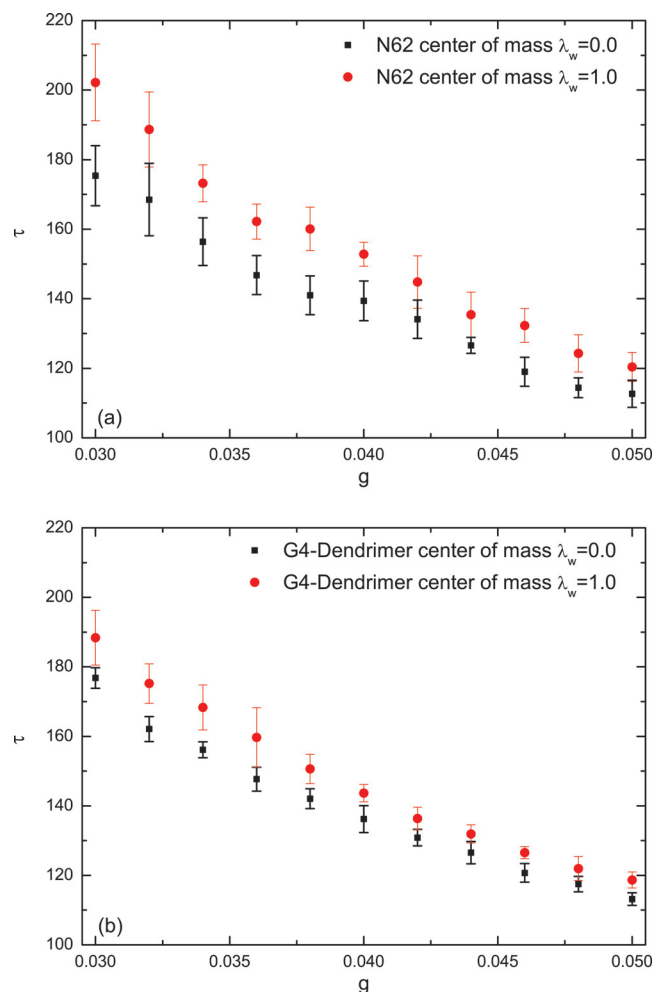 220
N62 center of mass λw=0.0
200
N62 center of mass λw=1.0
180
τ
160
140
120
(a)
100
0.030 0.035 0.040 0.045 0.050
g
220
G4-Dendrimer center of mass λw=0.0
200
G4-Dendrimer center of mass λw=1.0
180
τ
160
140
120
(b)
100
0.030 0.035 0.040 0.045 0.050
g